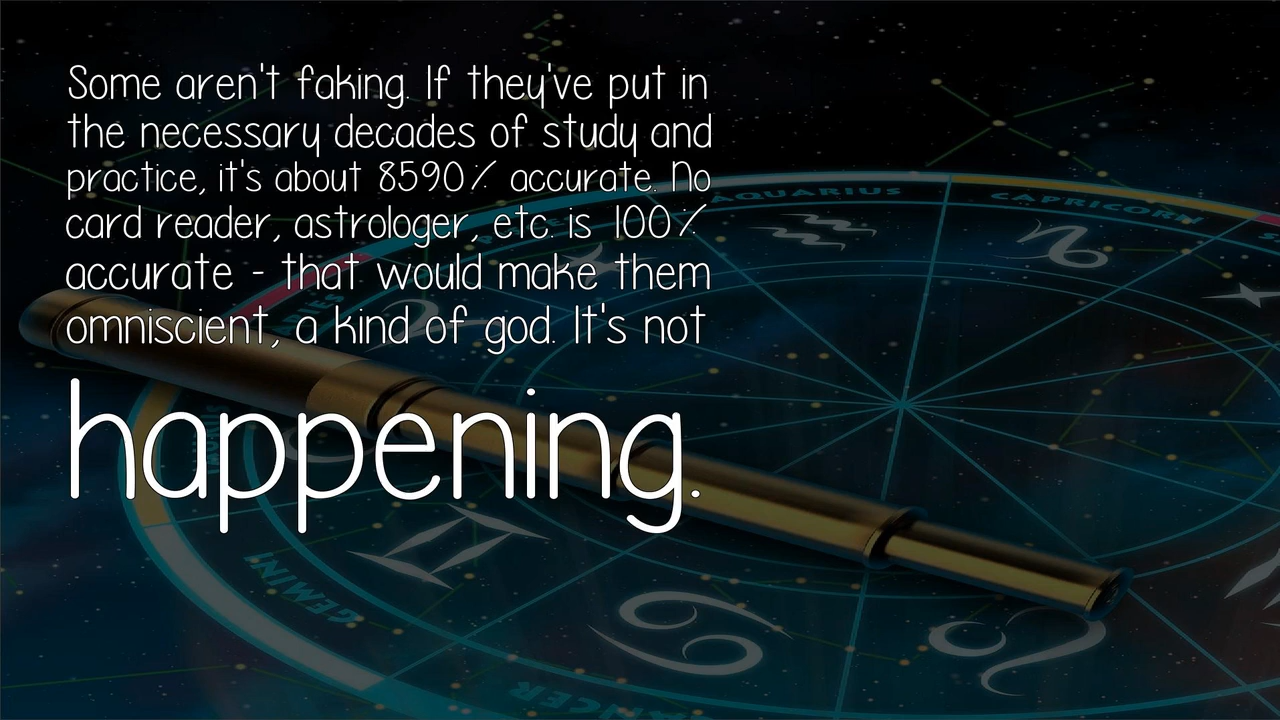 Some aren't faking. If they've put in
the necessary decades of study and
practice, it's about 8590% accurate. No
card reader, astrologer, etc. is 100%
accurate - that would make them
omniscient, a kind of god. It's not
happening.
AQUARIUS
CAPRICORN
GEMINI